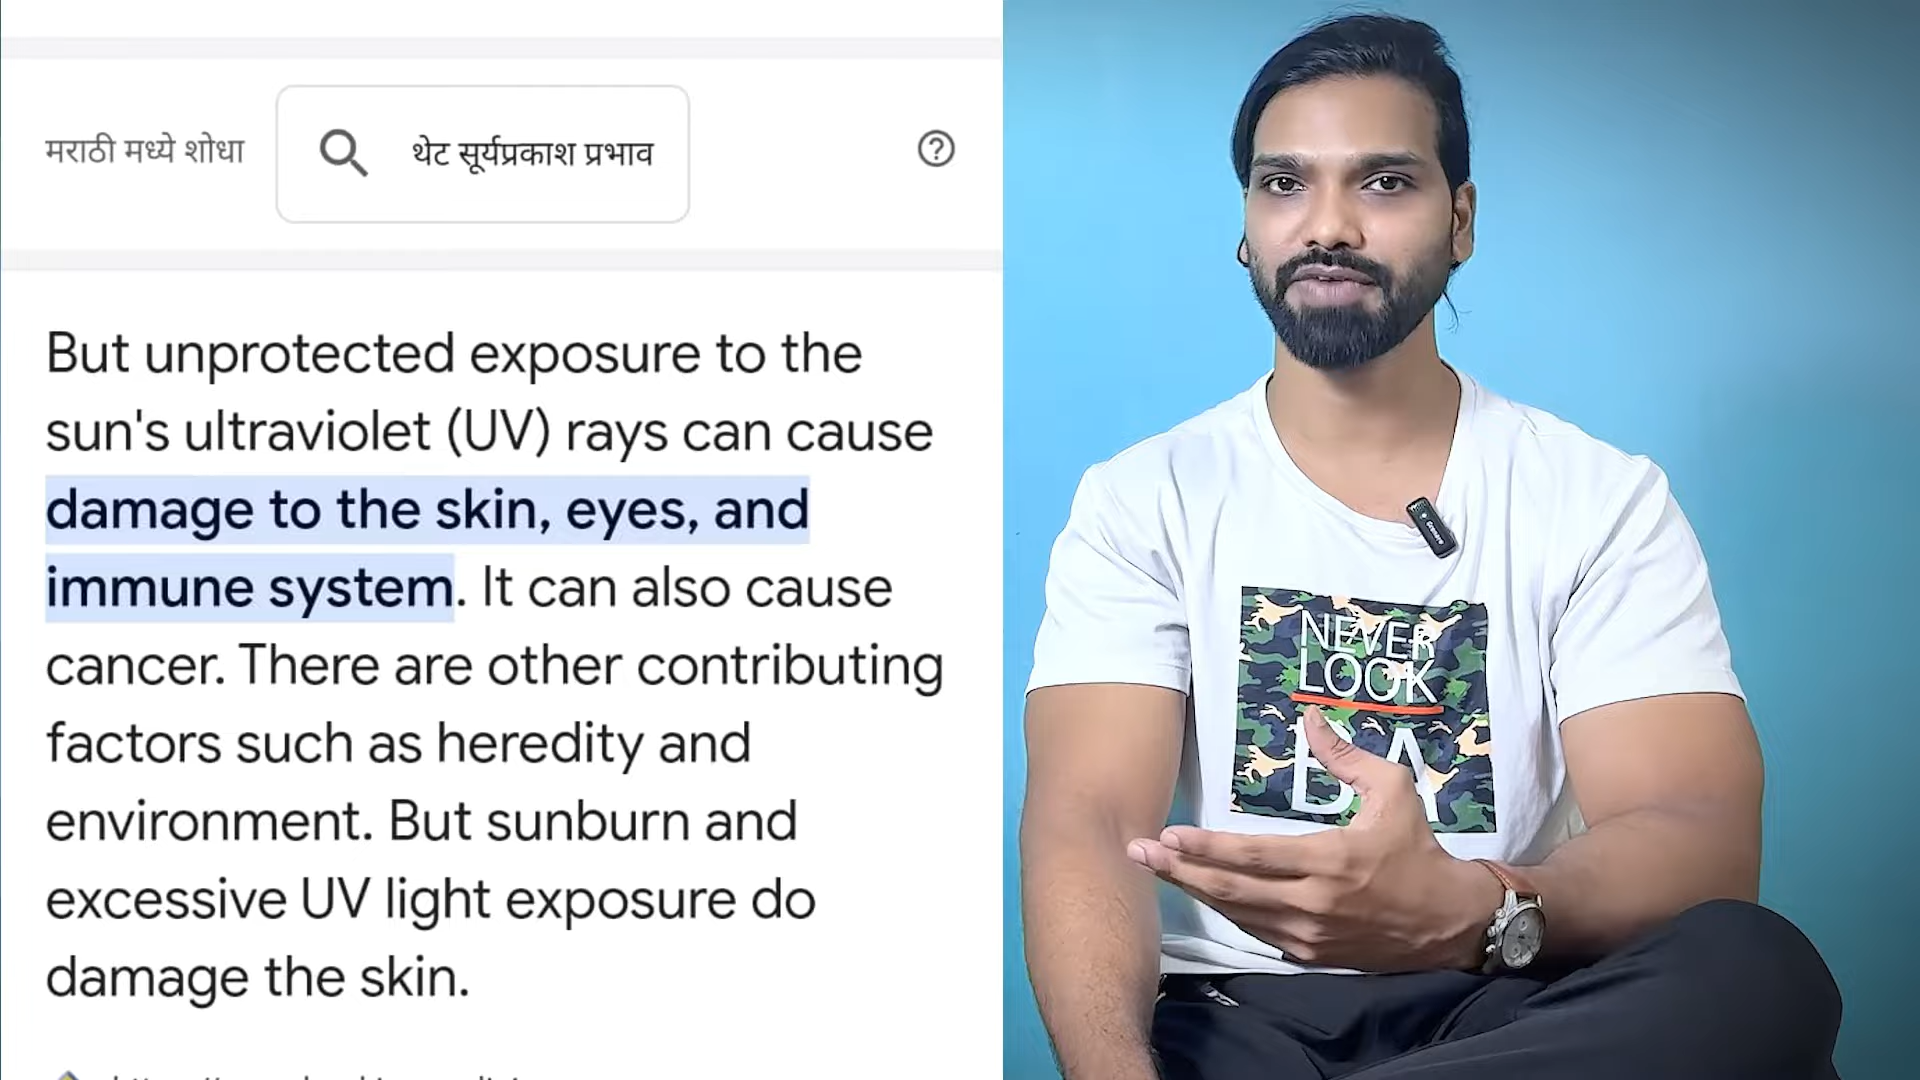 मराठी मध्ये शोधा
थेट सूर्यप्रकाश प्रभाव
But unprotected exposure to the
sun's ultraviolet (UV) rays can cause
damage to the skin, eyes, and
immune system. It can also cause
cancer. There are other contributing
factors such as heredity and
environment. But sunburn and
excessive UV light exposure do
damage the skin.
NEVER
LOOK
BA